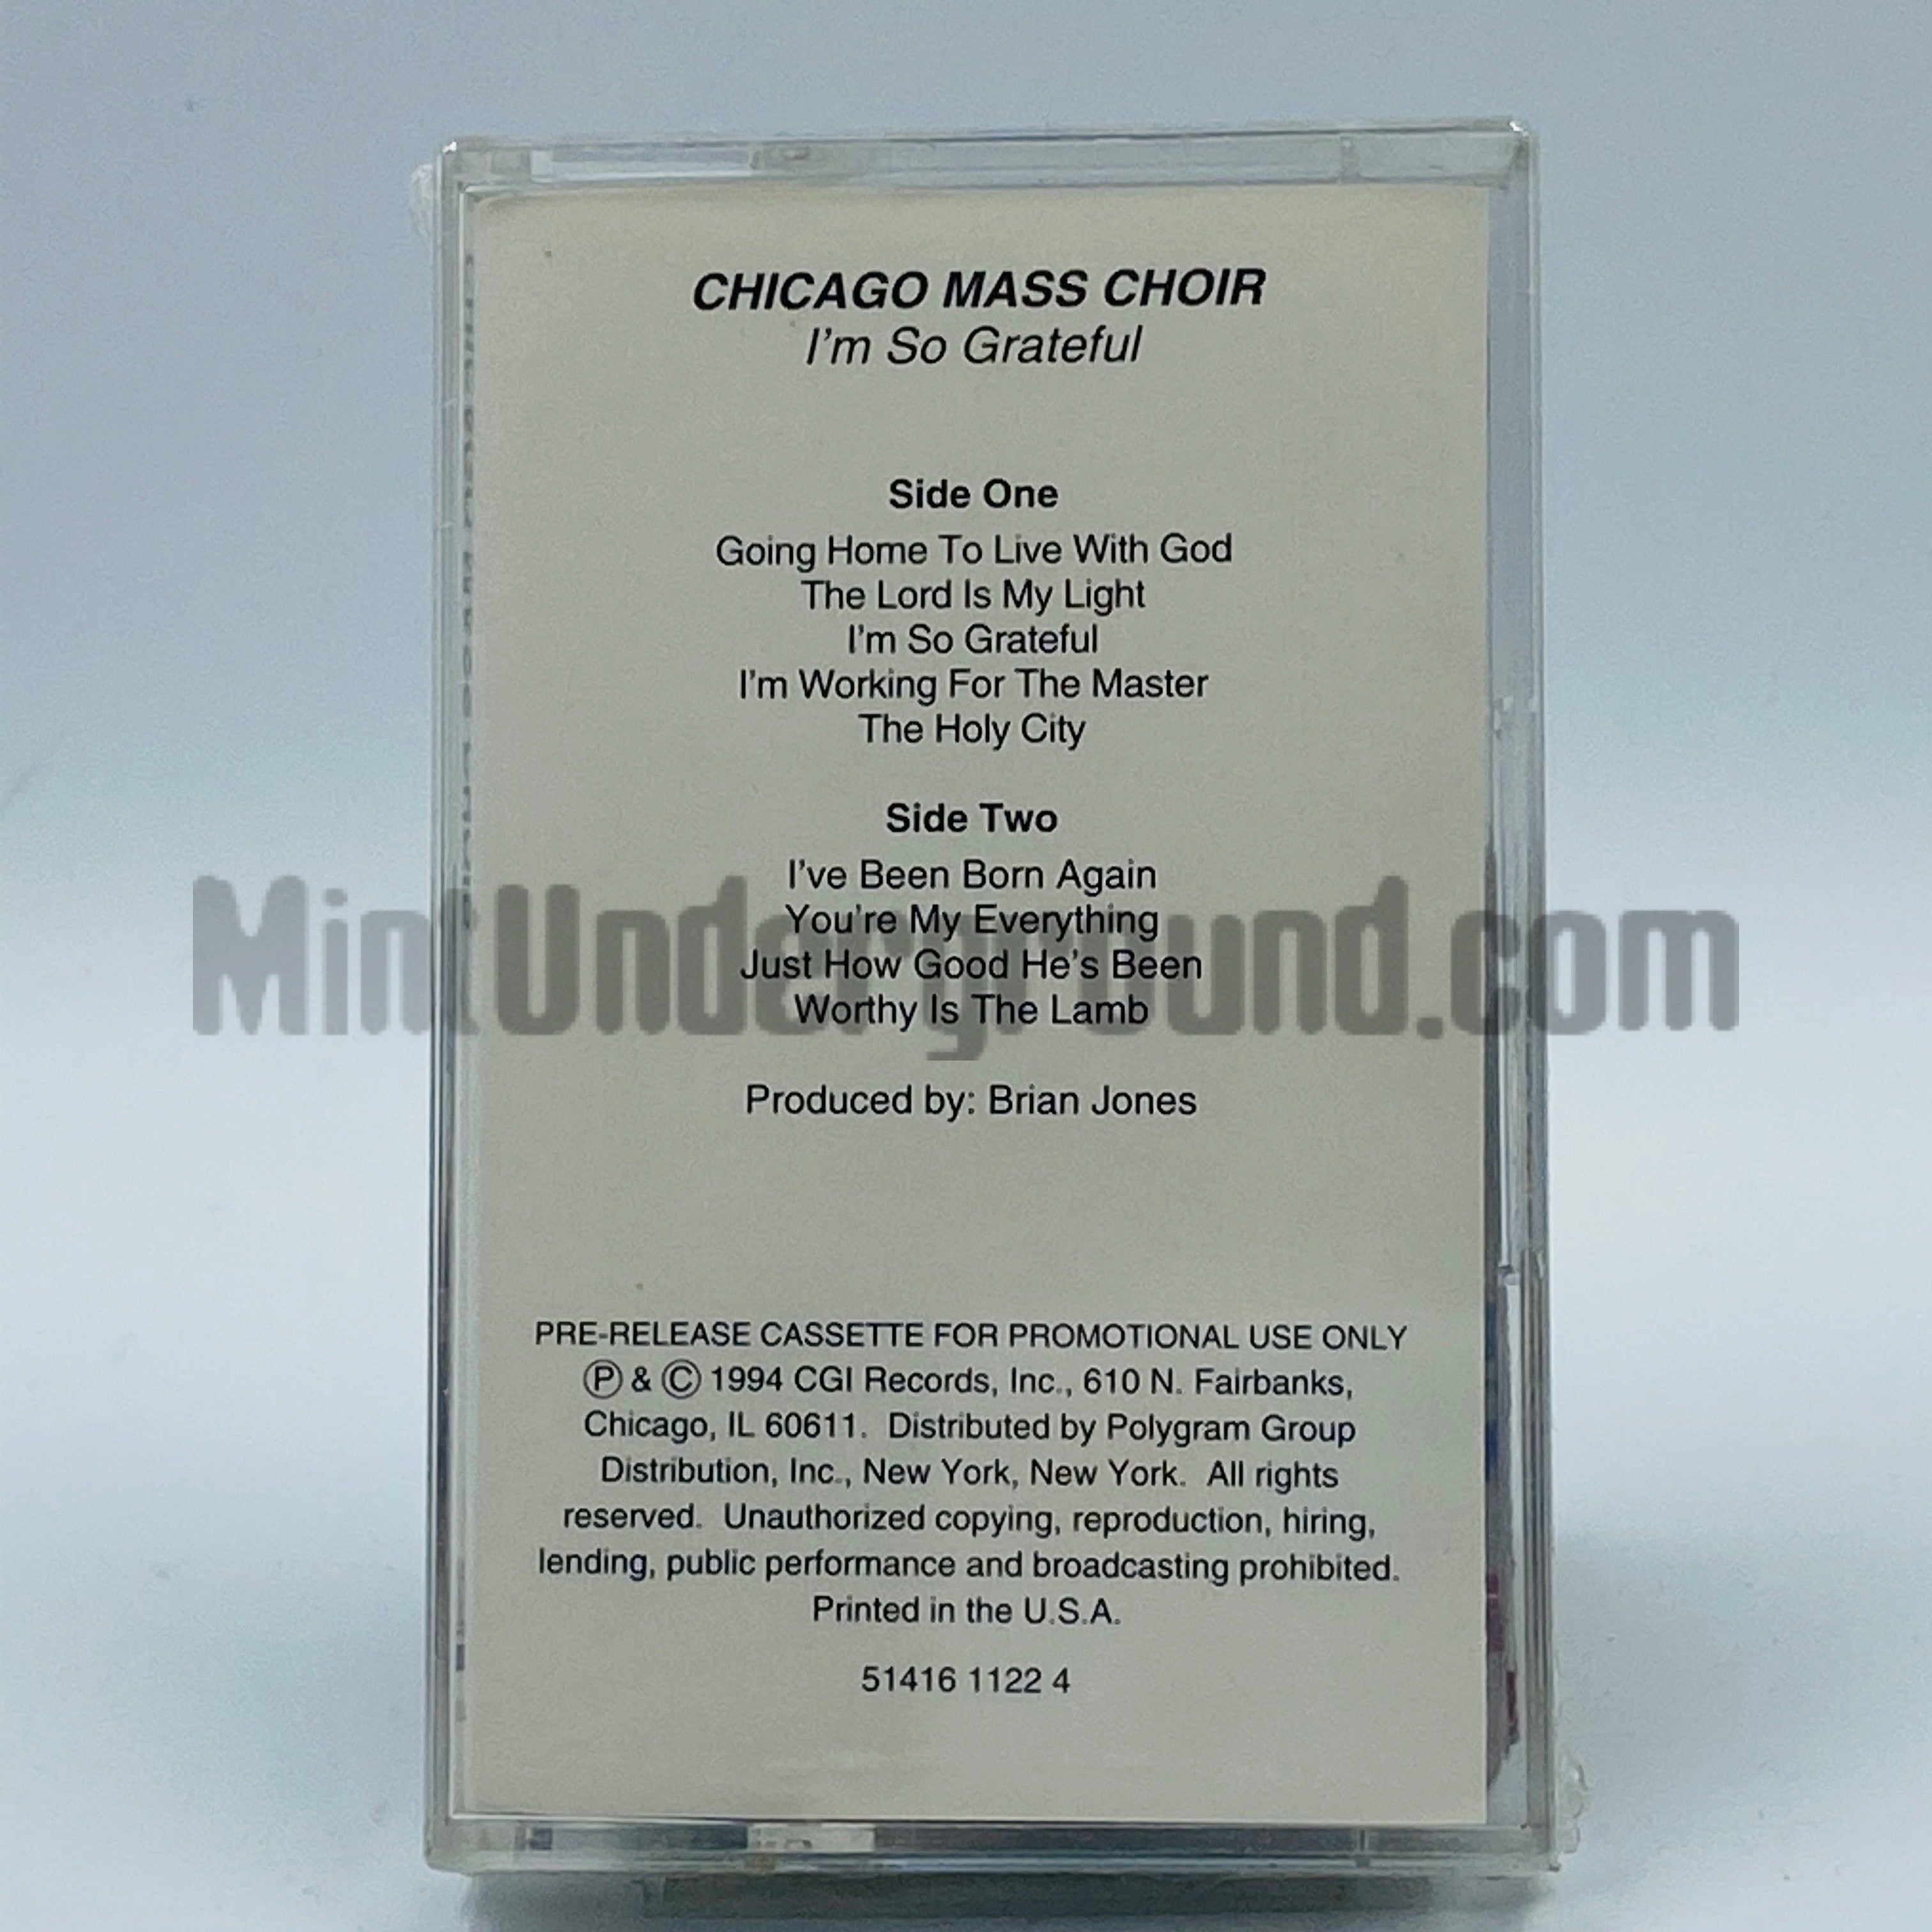 CHICAGO MASS CHOIR
I'm So Grateful
Side One
Going Home To Live With God
The Lord Is My Light
I'm So Grateful
I'm Working For The Master
The Holy City
Side Two
I've Been Born Again
You're My Everything
Just How Good He's Been
Worthy Is The Lamb
MintUnderground.com
Produced by: Brian Jones
PRE-RELEASE CASSETTE FOR PROMOTIONAL USE ONLY
Ⓟ & © 1994 CGI Records, Inc., 610 N. Fairbanks,
Chicago, IL 60611. Distributed by Polygram Group
Distribution, Inc., New York, New York. All rights
reserved. Unauthorized copying, reproduction, hiring,
lending, public performance and broadcasting prohibited.
Printed in the U.S.A.
51416 1122 4